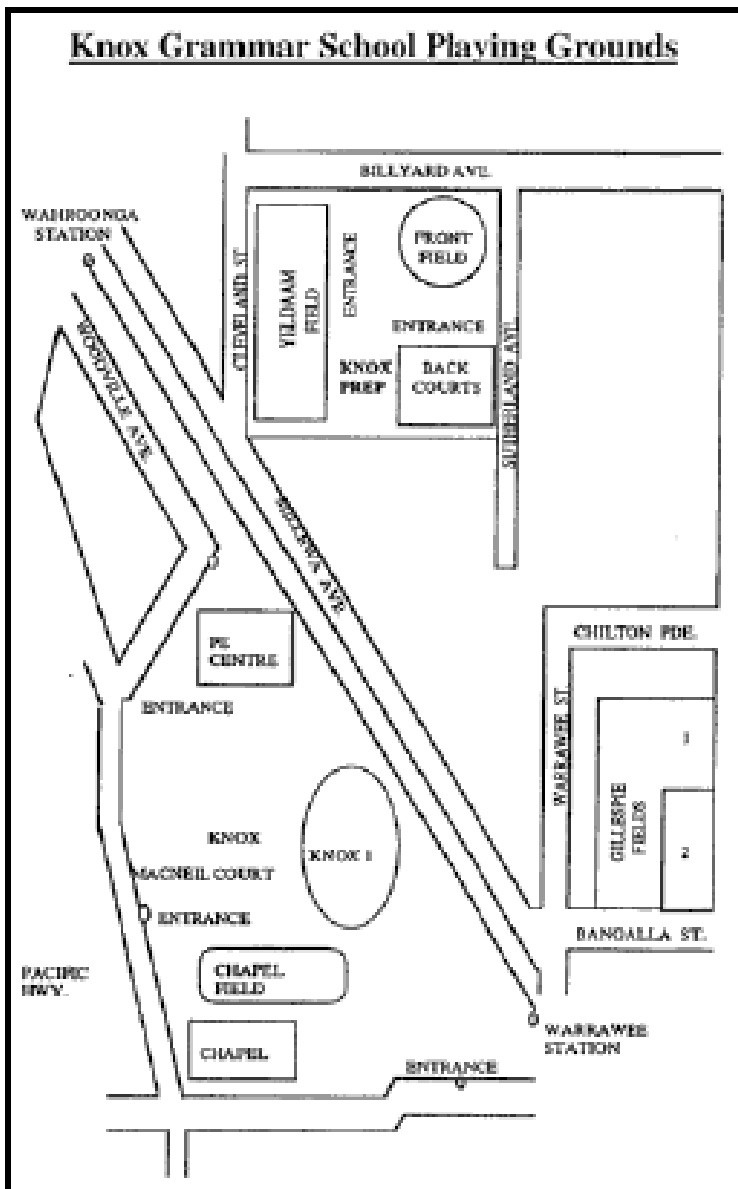 Knox Grammar School Playing Grounds
BILLYARD AVE.
WAHROONGA
STATION
CLEVELAND ST
YILDAAM
FIELD
ENTRANCE
FRONT
FIELD
ENTRANCE
KNOX
PREP
BACK
COURTS
SUTHERLAND AVE.
WOODVILLE AVE.
AVE.
PE
CENTRE
ENTRANCE
CHILTON PDE.
WARRAWEE ST.
GILLESPIE
FIELDS
1
2
KNOX
MACNEIL COURT
KNOX 1
ENTRANCE
BANGALLA ST.
PACIFIC
HWY.
CHAPEL
FIELD
CHAPEL
WARRAWEE
STATION
ENTRANCE